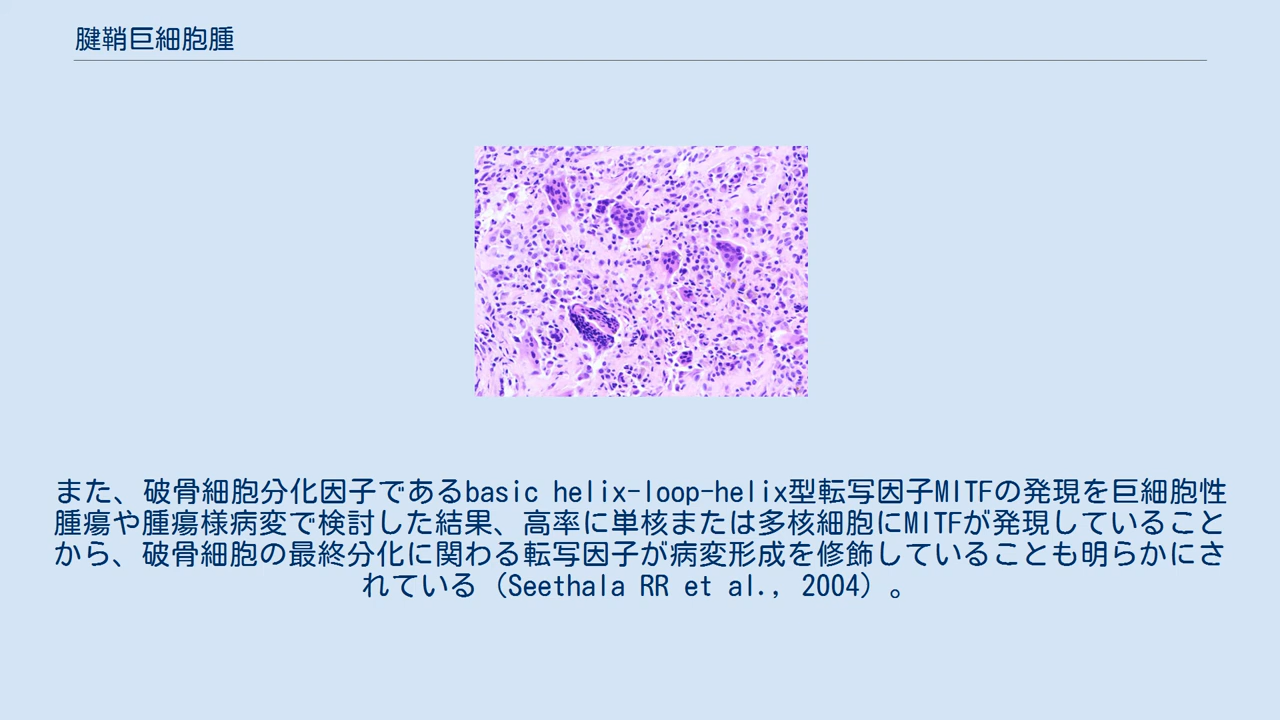 腱鞘巨細胞腫
また、破骨細胞分化因子であるbasic helix-loop-helix型転写因子MITFの発現を巨細胞性
腫瘍や腫瘍様病変で検討した結果、高率に単核または多核細胞にMITFが発現していること
から、破骨細胞の最終分化に関わる転写因子が病変形成を修飾していることも明らかにさ
れている（Seethala RR et al., 2004）。